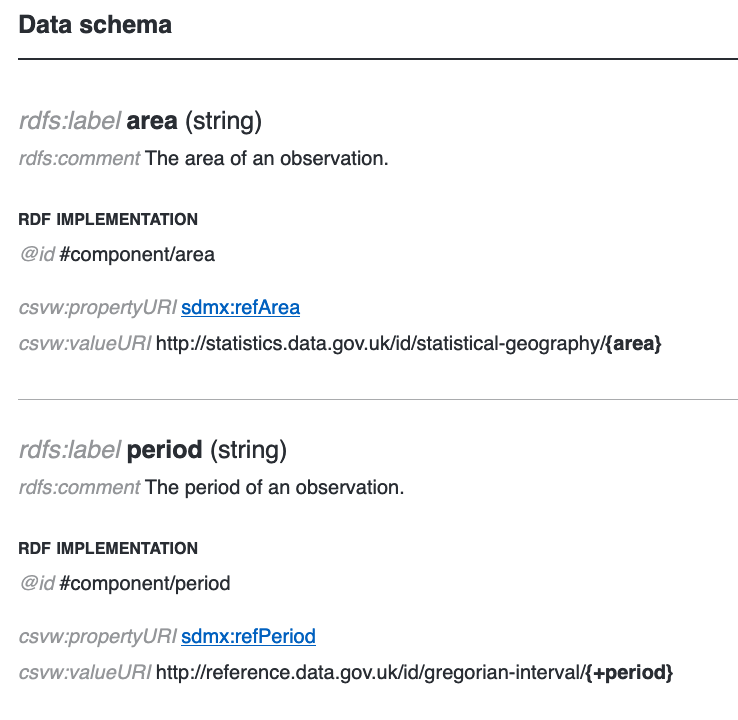 Data schema
rdfs:label area (string)
rdfs:comment The area of an observation.
RDF IMPLEMENTATION
@id #component/area
csvw:propertyURI sdmx:refArea
csvw:valueURI http://statistics.data.gov.uk/id/statistical-geography/{area}
rdfs:label period (string)
rdfs:comment The period of an observation.
RDF IMPLEMENTATION
@id #component/period
csvw:propertyURI sdmx:refPeriod
csvw:valueURI http://reference.data.gov.uk/id/gregorian-interval/{+period}